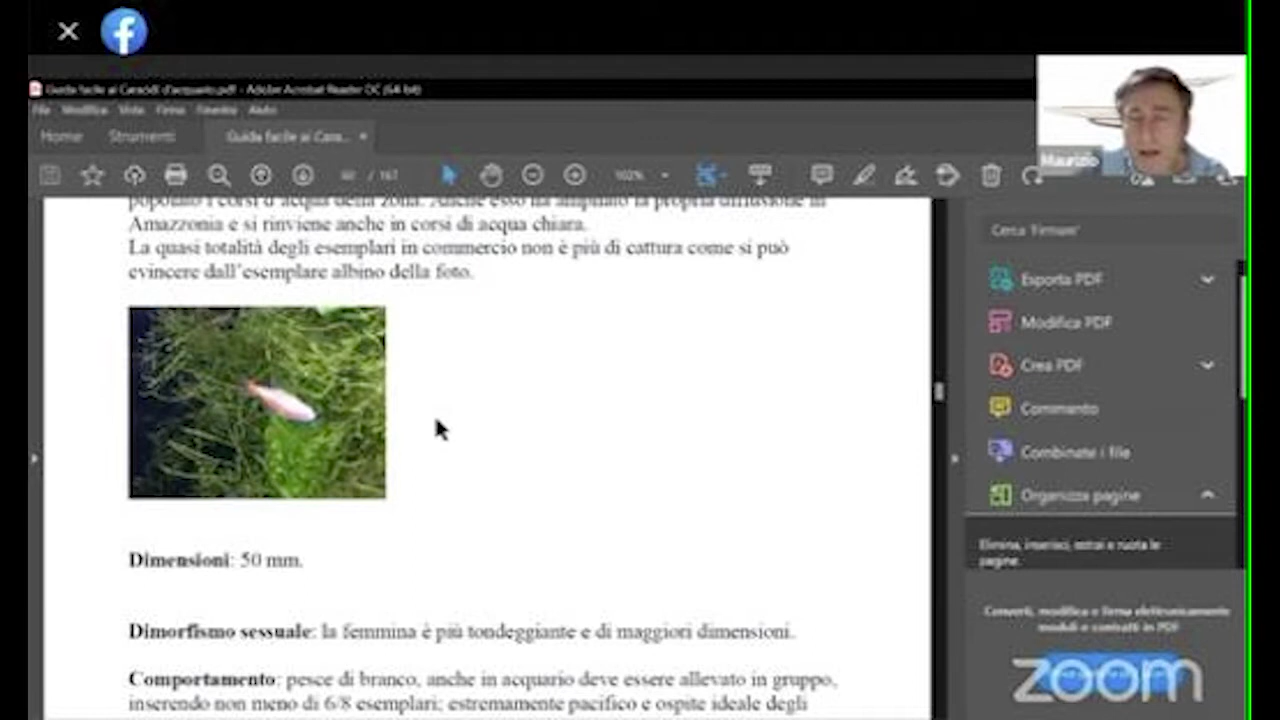 Guida facile ai Caracidi d'acquario.pdf - Adobe Acrobat Reader DC (64-bit)
File Modifica Vista Firma Finestra Aiuto
Home Strumenti Guida facile ai Cara... ×
/ 167 102%
Maurizio
popolato i corsi d'acqua della zona. Anche esso ha ampliato la propria diffusione in
Amazzonia e si rinviene anche in corsi di acqua chiara.
La quasi totalità degli esemplari in commercio non è più di cattura come si può
evincere dall'esemplare albino della foto.
Dimensioni: 50 mm.
Dimorfismo sessuale: la femmina è più tondeggiante e di maggiori dimensioni.
Comportamento: pesce di branco, anche in acquario deve essere allevato in gruppo,
inserendo non meno di 6/8 esemplari; estremamente pacifico e ospite ideale degli
Cerca 'Firmare'
Esporta PDF
Modifica PDF
Crea PDF
Commento
Combinate i file
Organizza pagine
Elimina, inserisci, estrai e ruota le
pagine.
Converti, modifica e firma elettronicamente
moduli e contratti in PDF
zoom